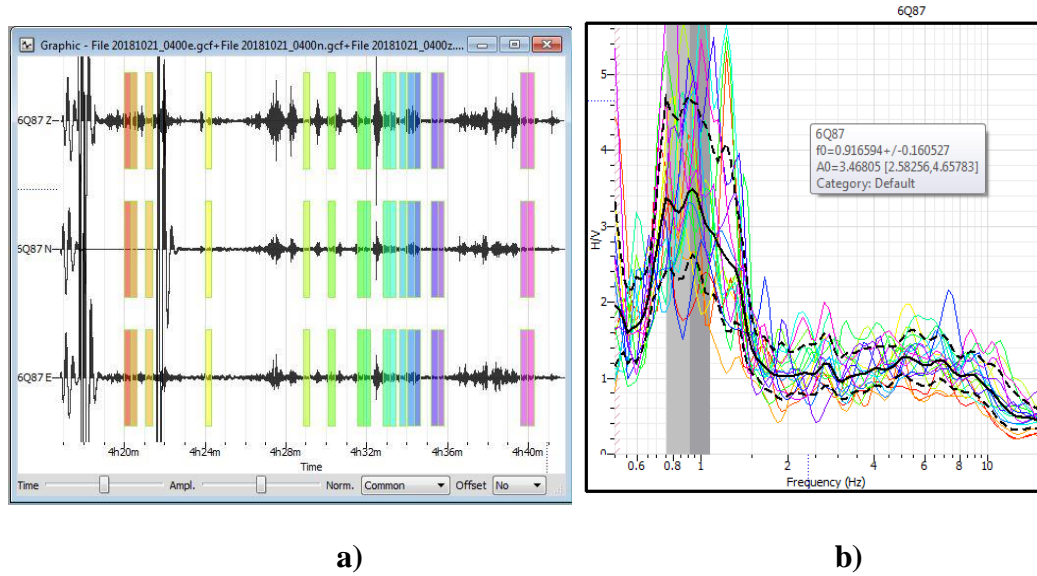 Graphic - File 20181021_0400e.gcf+File 20181021_0400n.gcf+File 20181021_0400z....
6Q87 Z
5Q87 N
6Q87 E
4h20m 4h24m 4h28m 4h32m 4h36m 4h40m
Time
Time Ampl. Norm. Common Offset No
a)
6Q87
H/V
5
4
3
2
1
0
6Q87
f0=0.916594+/-0.160527
A0=3.46805 [2.58256,4.65783]
Category: Default
0.6 0.8 1 2 4 6 8 10
Frequency (Hz)
b)